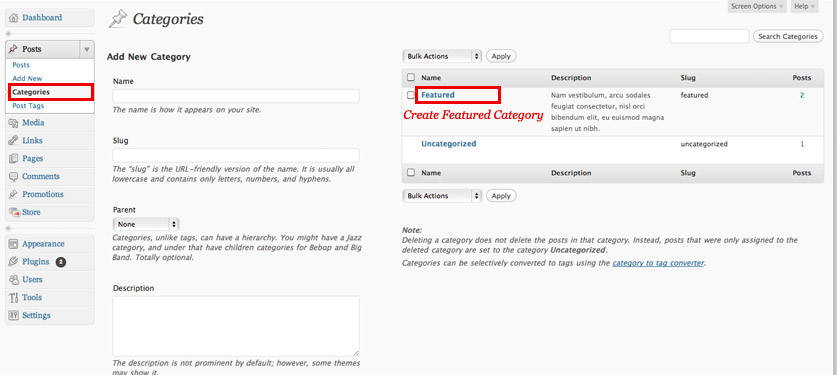 Screen Options
Help
Dashboard
Posts
Posts
Add New
Categories
Post Tags
Media
Links
Pages
Comments
Promotions
Store
Appearance
Plugins 2
Users
Tools
Settings
Categories
Search Categories
Add New Category
Name
The name is how it appears on your site.
Slug
The "slug" is the URL-friendly version of the name. It is usually all
lowercase and contains only letters, numbers, and hyphens.
Parent
None
Categories, unlike tags, can have a hierarchy. You might have a Jazz
category, and under that have children categories for Bebop and Big
Band. Totally optional.
Description
The description is not prominent by default; however, some themes
may show it.
Bulk Actions Apply
Name Description Slug Posts
Featured Nam vestibulum, arcu sodales featured 2
feugiat consectetur, nisl orci
bibendum elit, eu euismod magna
sapien ut nibh.
Create Featured Category
Uncategorized uncategorized 1
Name Description Slug Posts
Bulk Actions Apply
Note:
Deleting a category does not delete the posts in that category. Instead, posts that were only assigned to the
deleted category are set to the category Uncategorized.
Categories can be selectively converted to tags using the category to tag converter.